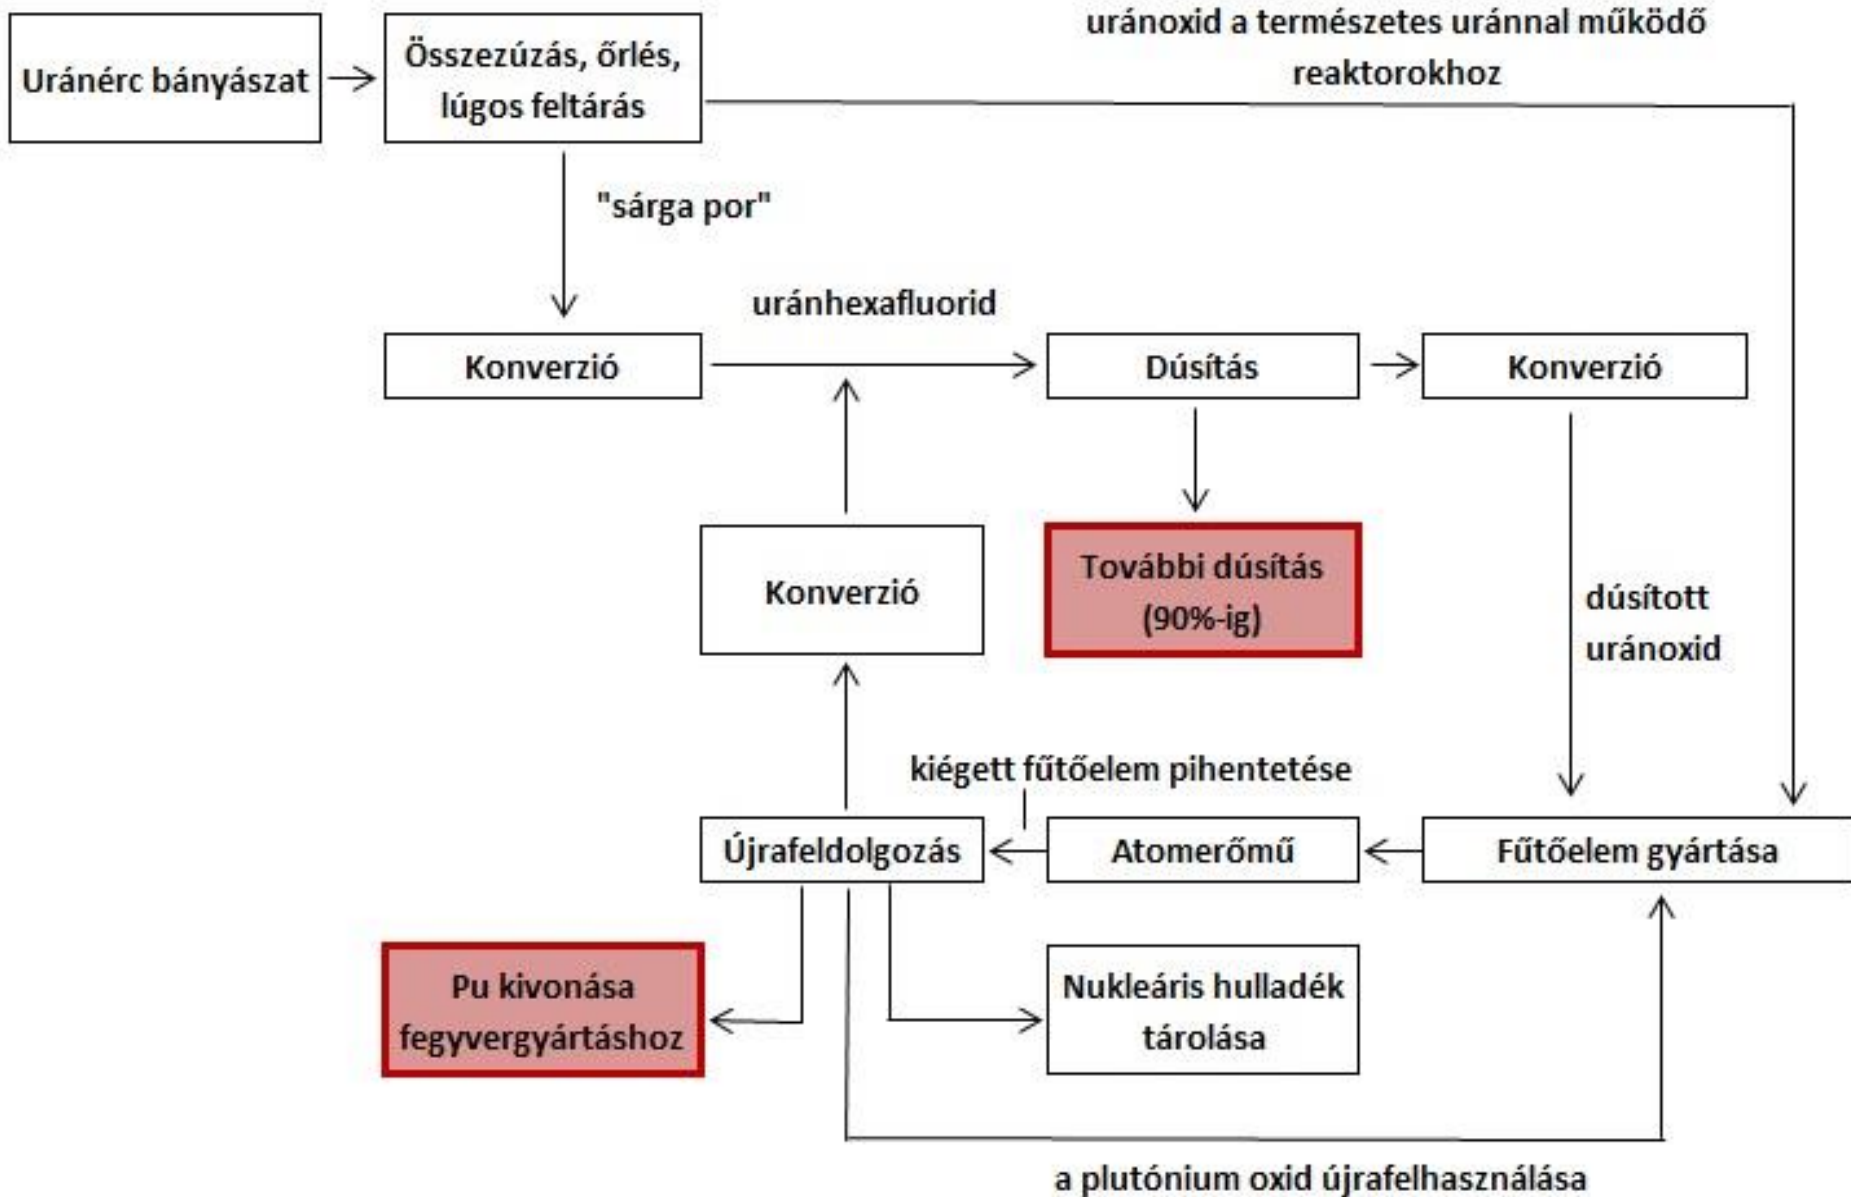 uránoxid a természetes uránnal működő
reaktorokhoz
Uránérc bányászat
Összezúzás, őrlés,
lúgos feltárás
"sárga por"
uránhexafluorid
Konverzió
Dúsítás
Konverzió
Konverzió
További dúsítás
(90%-ig)
dúsított
uránoxid
kiégett fűtőelem pihentetése
Újrafeldolgozás
Atomerőmű
Fűtőelem gyártása
Pu kivonása
fegyvergyártáshoz
Nukleáris hulladék
tárolása
a plutónium oxid újrafelhasználása